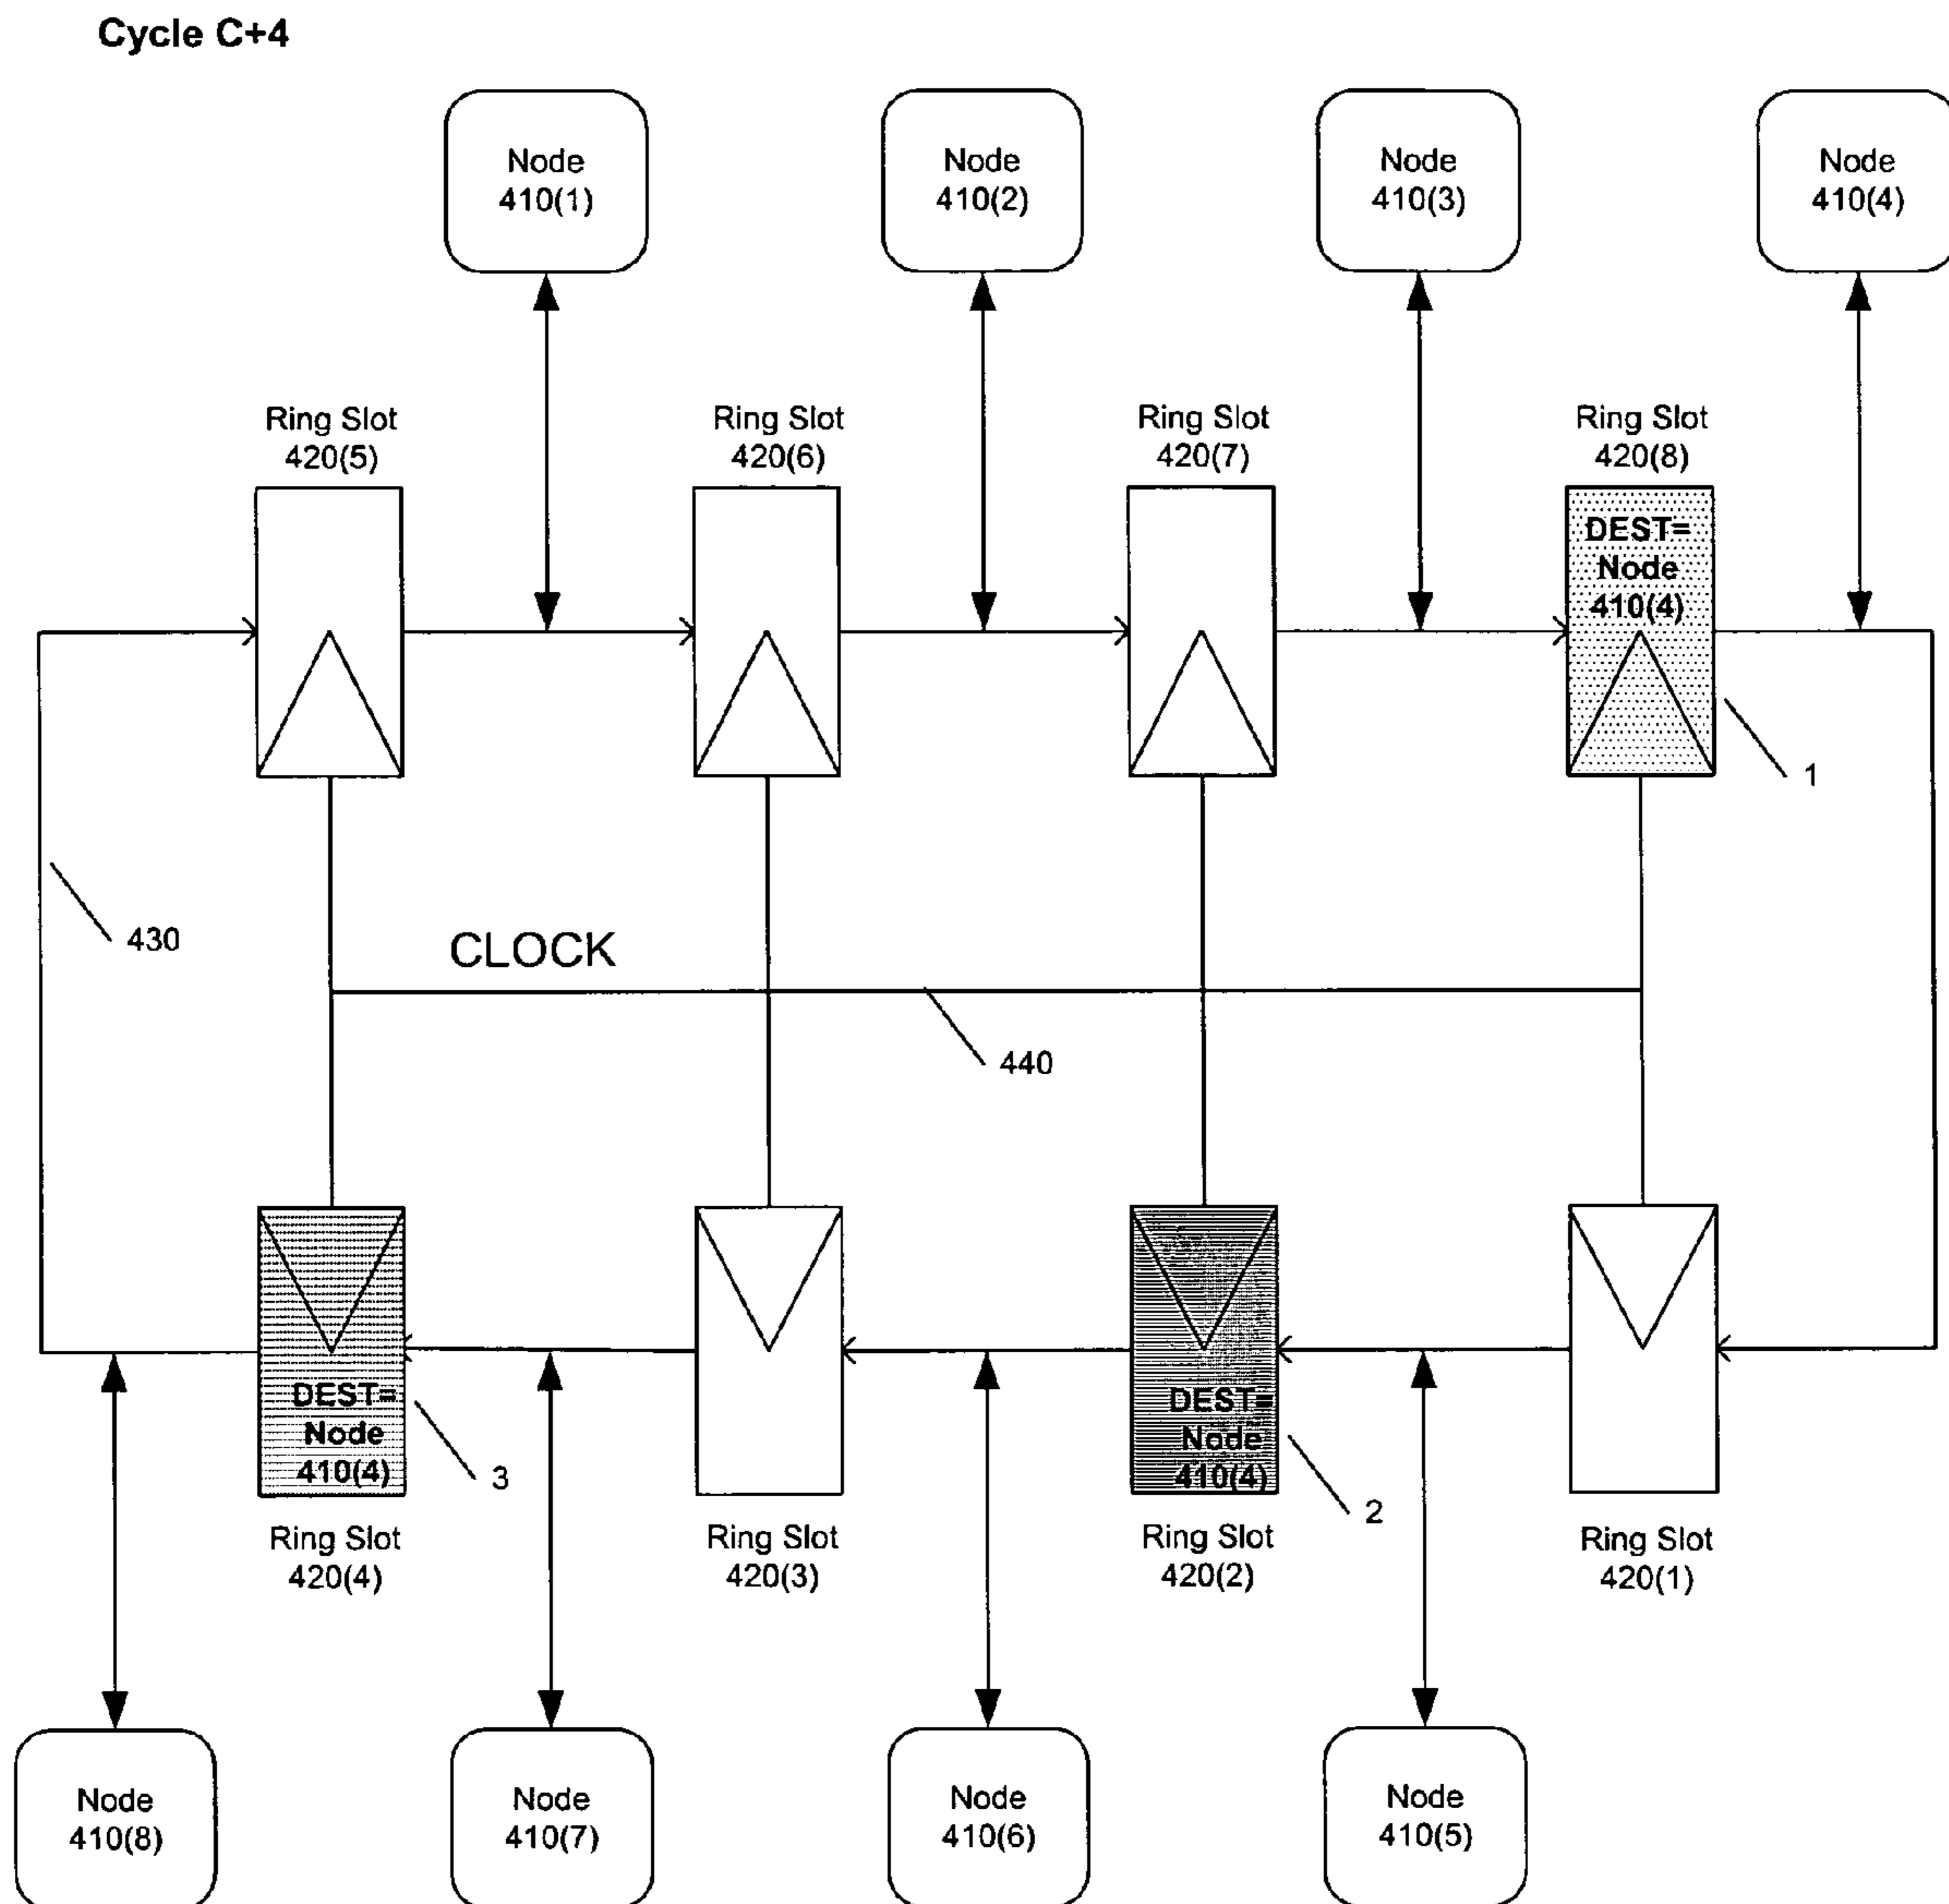 Cycle C+4
Node
410(1)
Node
410(2)
Node
410(3)
Node
410(4)
Ring Slot
420(5)
Ring Slot
420(6)
Ring Slot
420(7)
Ring Slot
420(8)
DEST=
Node
410(4)
1
430
CLOCK
440
DEST=
Node
410(4)
3
DEST=
Node
410(4)
2
Ring Slot
420(4)
Ring Slot
420(3)
Ring Slot
420(2)
Ring Slot
420(1)
Node
410(8)
Node
410(7)
Node
410(6)
Node
410(5)